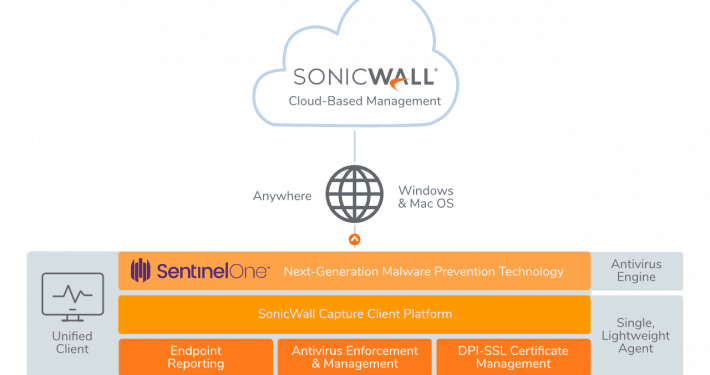 SONICWALL®
Cloud-Based Management
Anywhere
Windows
& Mac OS
SentinelOne™ Next-Generation Malware Prevention Technology
Antivirus
Engine
SonicWall Capture Client Platform
Unified
Client
Single,
Lightweight
Agent
Endpoint
Reporting
Antivirus Enforcement
& Management
DPI-SSL Certificate
Management